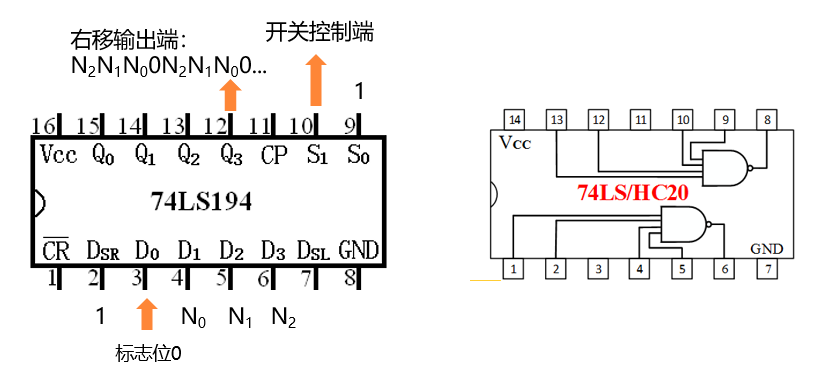 右移输出端：
N₂N₁N₀0N₂N₁N₀0...
开关控制端
1
16 15 14 13 12 11 10 9
Vcc Q₀ Q₁ Q₂ Q₃ CP S₁ S₀
74LS194
C̅R̅ DSR D₀ D₁ D₂ D₃ DSL GND
1 2 3 4 5 6 7 8
1 N₀ N₁ N₂
标志位0
14 13 12 11 10 9 8
Vcc
74LS/HC20
GND
1 2 3 4 5 6 7